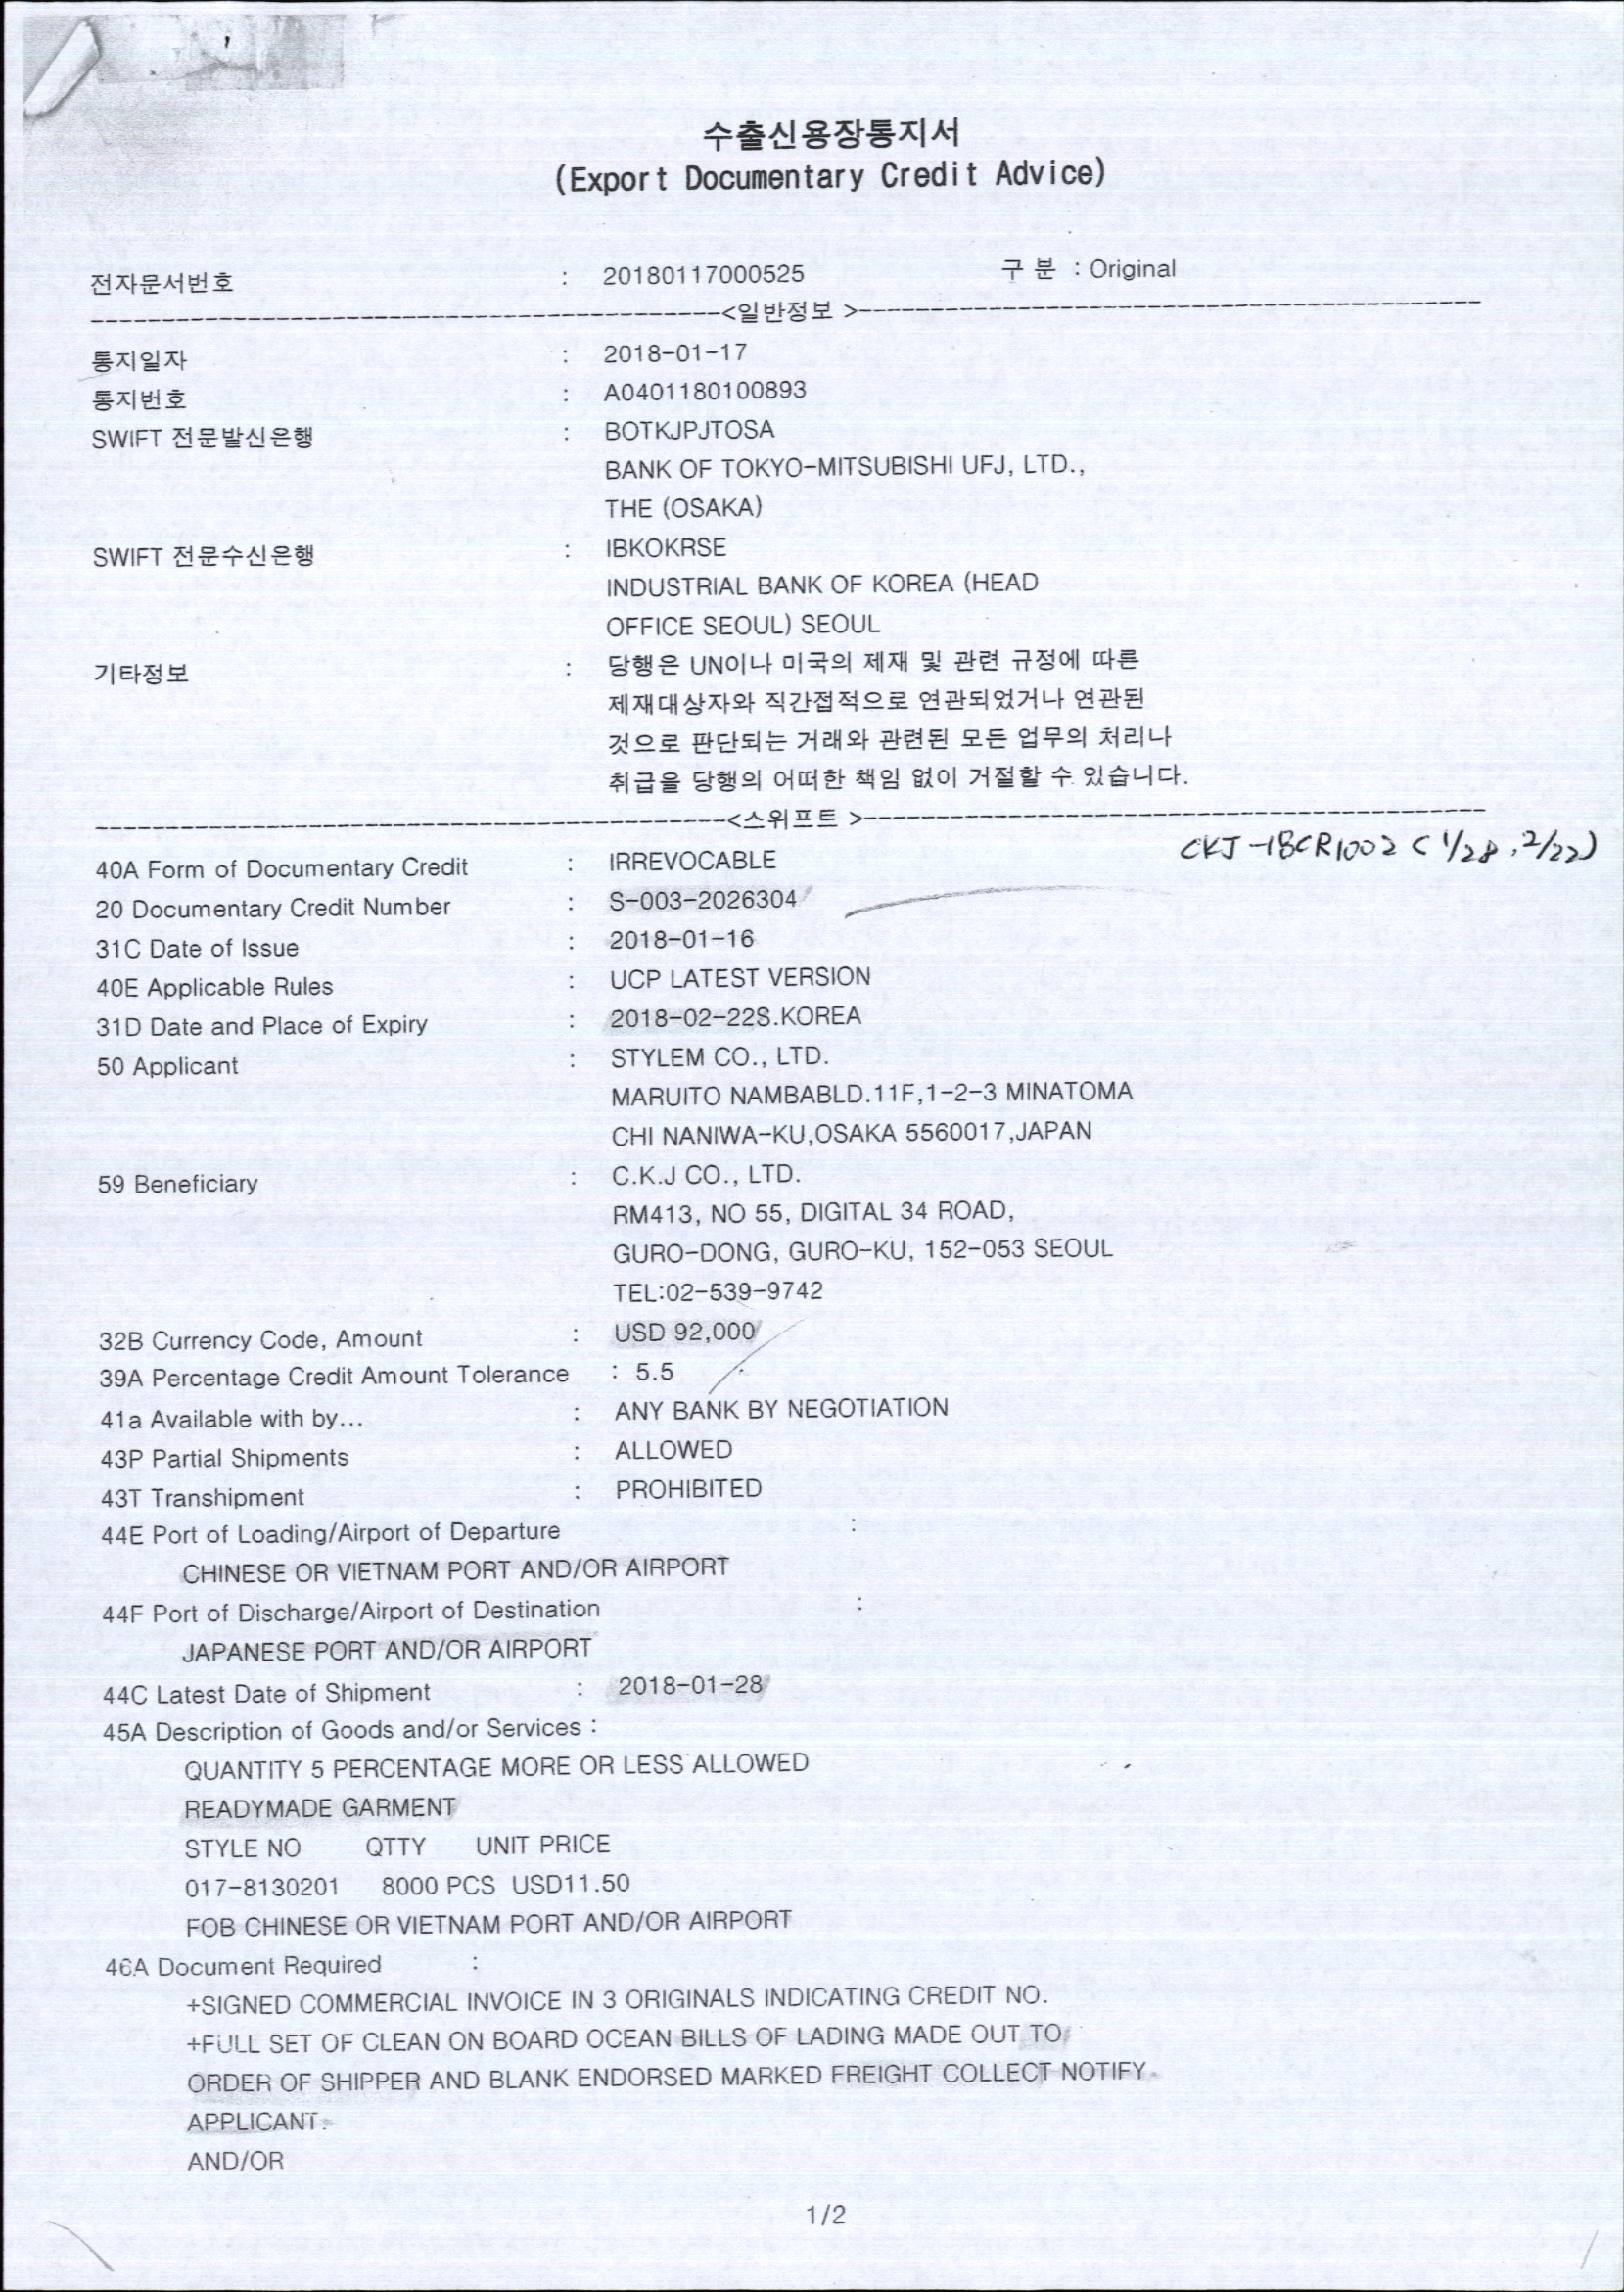 수출신용장통지서
(Export Documentary Credit Advice)
전자문서번호 : 20180117000525 구 분 : Original
--------------------------------------------<일반정보 >--------------------------------------------
통지일자 : 2018-01-17
통지번호 : A0401180100893
SWIFT 전문발신은행 : BOTKJPJTOSA
BANK OF TOKYO-MITSUBISHI UFJ, LTD.,
THE (OSAKA)
SWIFT 전문수신은행 : IBKOKRSE
INDUSTRIAL BANK OF KOREA (HEAD
OFFICE SEOUL) SEOUL
기타정보 : 당행은 UN이나 미국의 제재 및 관련 규정에 따른
제재대상자와 직간접적으로 연관되었거나 연관된
것으로 판단되는 거래와 관련된 모든 업무의 처리나
취급을 당행의 어떠한 책임 없이 거절할 수 있습니다.
--------------------------------------------<스위프트 >--------------------------------------------
CKJ-18CR1002 (1/28, 2/22)
40A Form of Documentary Credit : IRREVOCABLE
20 Documentary Credit Number : S-003-2026304
31C Date of Issue : 2018-01-16
40E Applicable Rules : UCP LATEST VERSION
31D Date and Place of Expiry : 2018-02-22S.KOREA
50 Applicant : STYLEM CO., LTD.
MARUITO NAMBABLD.11F,1-2-3 MINATOMA
CHI NANIWA-KU,OSAKA 5560017,JAPAN
59 Beneficiary : C.K.J CO., LTD.
RM413, NO 55, DIGITAL 34 ROAD,
GURO-DONG, GURO-KU, 152-053 SEOUL
TEL:02-539-9742
32B Currency Code, Amount : USD 92,000
39A Percentage Credit Amount Tolerance : 5.5
41a Available with by... : ANY BANK BY NEGOTIATION
43P Partial Shipments : ALLOWED
43T Transhipment : PROHIBITED
44E Port of Loading/Airport of Departure :
CHINESE OR VIETNAM PORT AND/OR AIRPORT
44F Port of Discharge/Airport of Destination :
JAPANESE PORT AND/OR AIRPORT
44C Latest Date of Shipment : 2018-01-28
45A Description of Goods and/or Services :
QUANTITY 5 PERCENTAGE MORE OR LESS ALLOWED
READYMADE GARMENT
STYLE NO QTTY UNIT PRICE
017-8130201 8000 PCS USD11.50
FOB CHINESE OR VIETNAM PORT AND/OR AIRPORT
46A Document Required :
+SIGNED COMMERCIAL INVOICE IN 3 ORIGINALS INDICATING CREDIT NO.
+FULL SET OF CLEAN ON BOARD OCEAN BILLS OF LADING MADE OUT TO
ORDER OF SHIPPER AND BLANK ENDORSED MARKED FREIGHT COLLECT NOTIFY
APPLICANT.
AND/OR
1/2